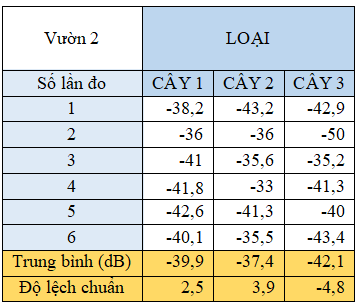 Vườn 2 LOẠI
Số lần đo CÂY 1 CÂY 2 CÂY 3
1 -38,2 -43,2 -42,9
2 -36 -36 -50
3 -41 -35,6 -35,2
4 -41,8 -33 -41,3
5 -42,6 -41,3 -40
6 -40,1 -35,5 -43,4
Trung bình (dB) -39,9 -37,4 -42,1
Độ lệch chuẩn 2,5 3,9 -4,8